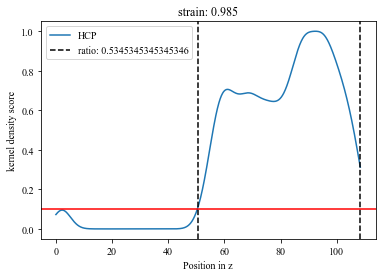 strain: 0.985
HCP
ratio: 0.5345345345345346
kernel density score
1.0
0.8
0.6
0.4
0.2
0.0
0 20 40 60 80 100
Position in z